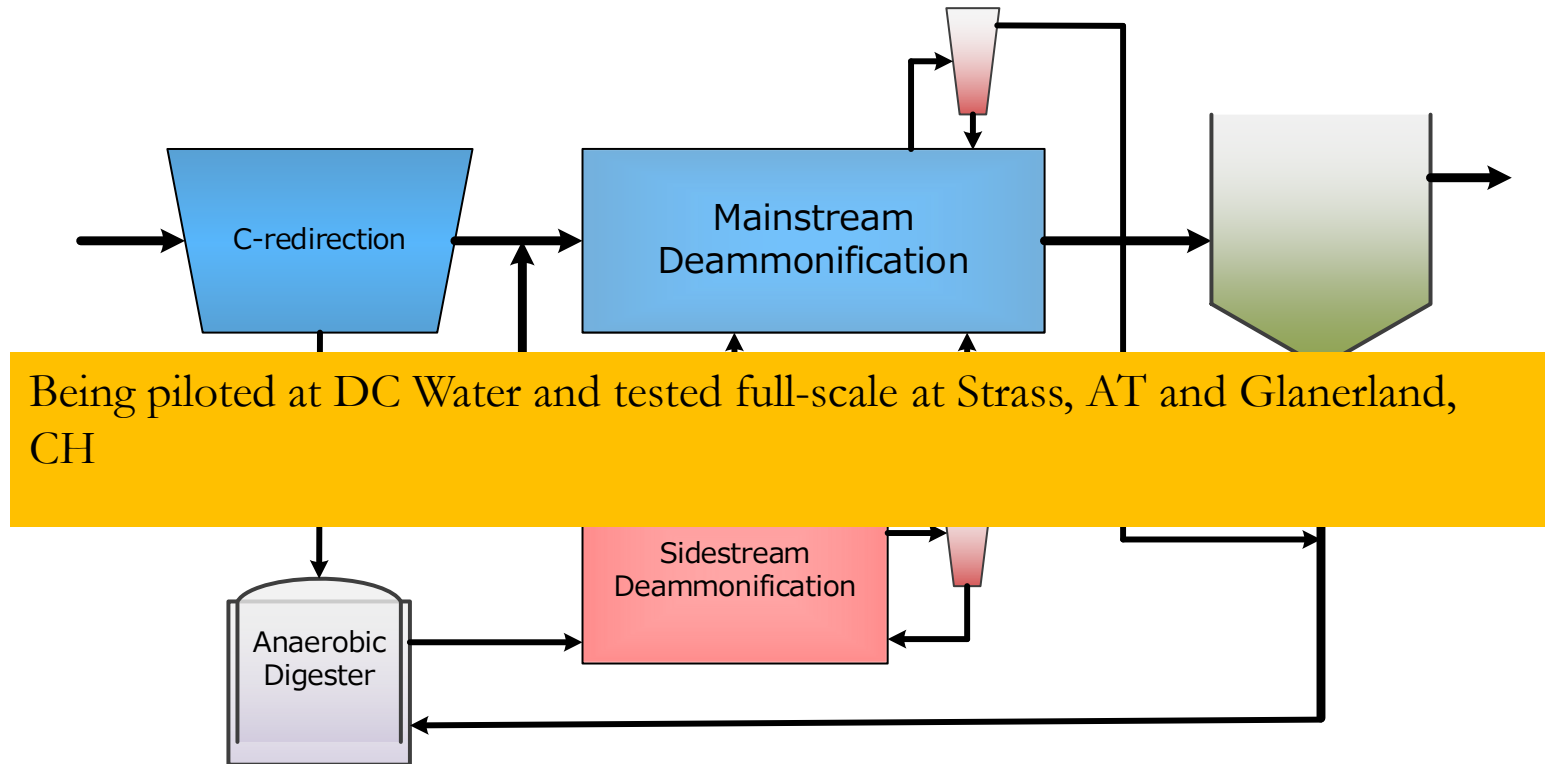 C-redirection
Mainstream
Deammonification
Being piloted at DC Water and tested full-scale at Strass, AT and Glanerland,
CH
Sidestream
Deammonification
Anaerobic
Digester